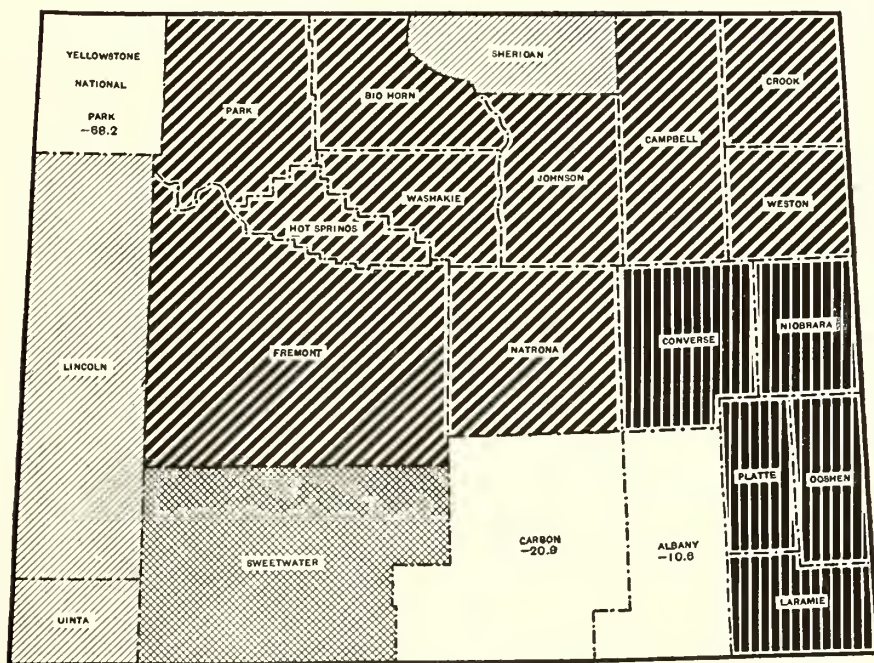 YELLOWSTONE
NATIONAL
PARK
-68.2
PARK
BIG HORN
SHERIDAN
CAMPBELL
CROOK
JOHNSON
WASHAKIE
HOT SPRINGS
WESTON
LINCOLN
FREMONT
NATRONA
CONVERSE
NIOBRARA
PLATTE
GOSHEN
SWEETWATER
CARBON
-20.9
ALBANY
-10.6
LARAMIE
UINTA